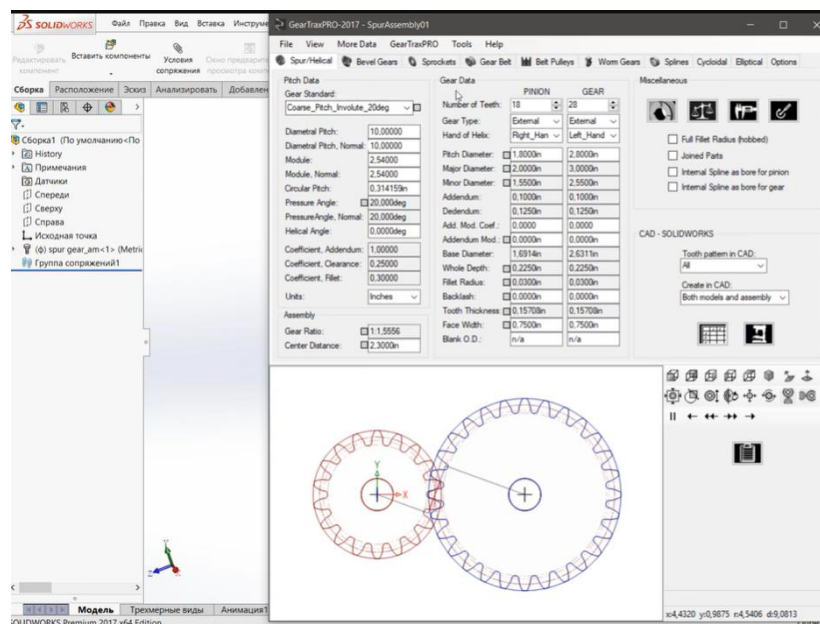 SOLIDWORKS
Файл Правка Вид Вставка Инструме
Редактировать компонент
Вставить компоненты
Условия сопряжения
Окно предварите просмотра компо
Сборка Расположение Эскиз Анализировать Добавлен
Сборка1 (По умолчанию<По
History
Примечания
Датчики
Спереди
Сверху
Справа
Исходная точка
(ф) spur gear_am<1> (Metric
Группа сопряжений1
Модель Трехмерные виды Анимация1
SOLIDWORKS Premium 2017 x64 Edition
GearTraxPRO-2017 - SpurAssembly01
File View More Data GearTraxPRO Tools Help
Spur/Helical Bevel Gears Sprockets Gear Belt Belt Pulleys Worm Gears Splines Cycloidal Elliptical Options
Pitch Data
Gear Standard:
Coarse_Pitch_Involute_20deg
Diametral Pitch: 10,00000
Diametral Pitch, Normal: 10,00000
Module: 2.54000
Module, Normal: 2.54000
Circular Pitch: 0.314159in
Pressure Angle: 20,000deg
PressureAngle, Normal: 20,000deg
Helical Angle: 0,0000deg
Coefficient, Addendum: 1,00000
Coefficient, Clearance: 0.25000
Coefficient, Fillet: 0.30000
Units: Inches
Assembly
Gear Ratio: 1:1,5556
Center Distance: 2.3000in
Gear Data
PINION GEAR
Number of Teeth: 18 28
Gear Type: External External
Hand of Helix: Right_Han Left_Hand
Pitch Diameter: 1,8000in 2,8000in
Major Diameter: 2,0000in 3,0000in
Minor Diameter: 1,5500in 2,5500in
Addendum: 0,1000in 0,1000in
Dedendum: 0,1250in 0,1250in
Add. Mod. Coef.: 0.0000 0,0000
Addendum Mod.: 0,0000in 0,0000in
Base Diameter: 1,6914in 2,6311in
Whole Depth: 0,2250in 0,2250in
Fillet Radius: 0,0300in 0,0300in
Backlash: 0,0000in 0,0000in
Tooth Thickness: 0,15708in 0,15708in
Face Width: 0,7500in 0,7500in
Blank O.D.: n/a n/a
Miscellaneous
Full Fillet Radius (hobbed)
Joined Parts
Internal Spline as bore for pinion
Internal Spline as bore for gear
CAD - SOLIDWORKS
Tooth pattern in CAD:
All
Create in CAD:
Both models and assembly
Y
X
x:4,4320 y:0,9875 r:4,5406 d:9,0813